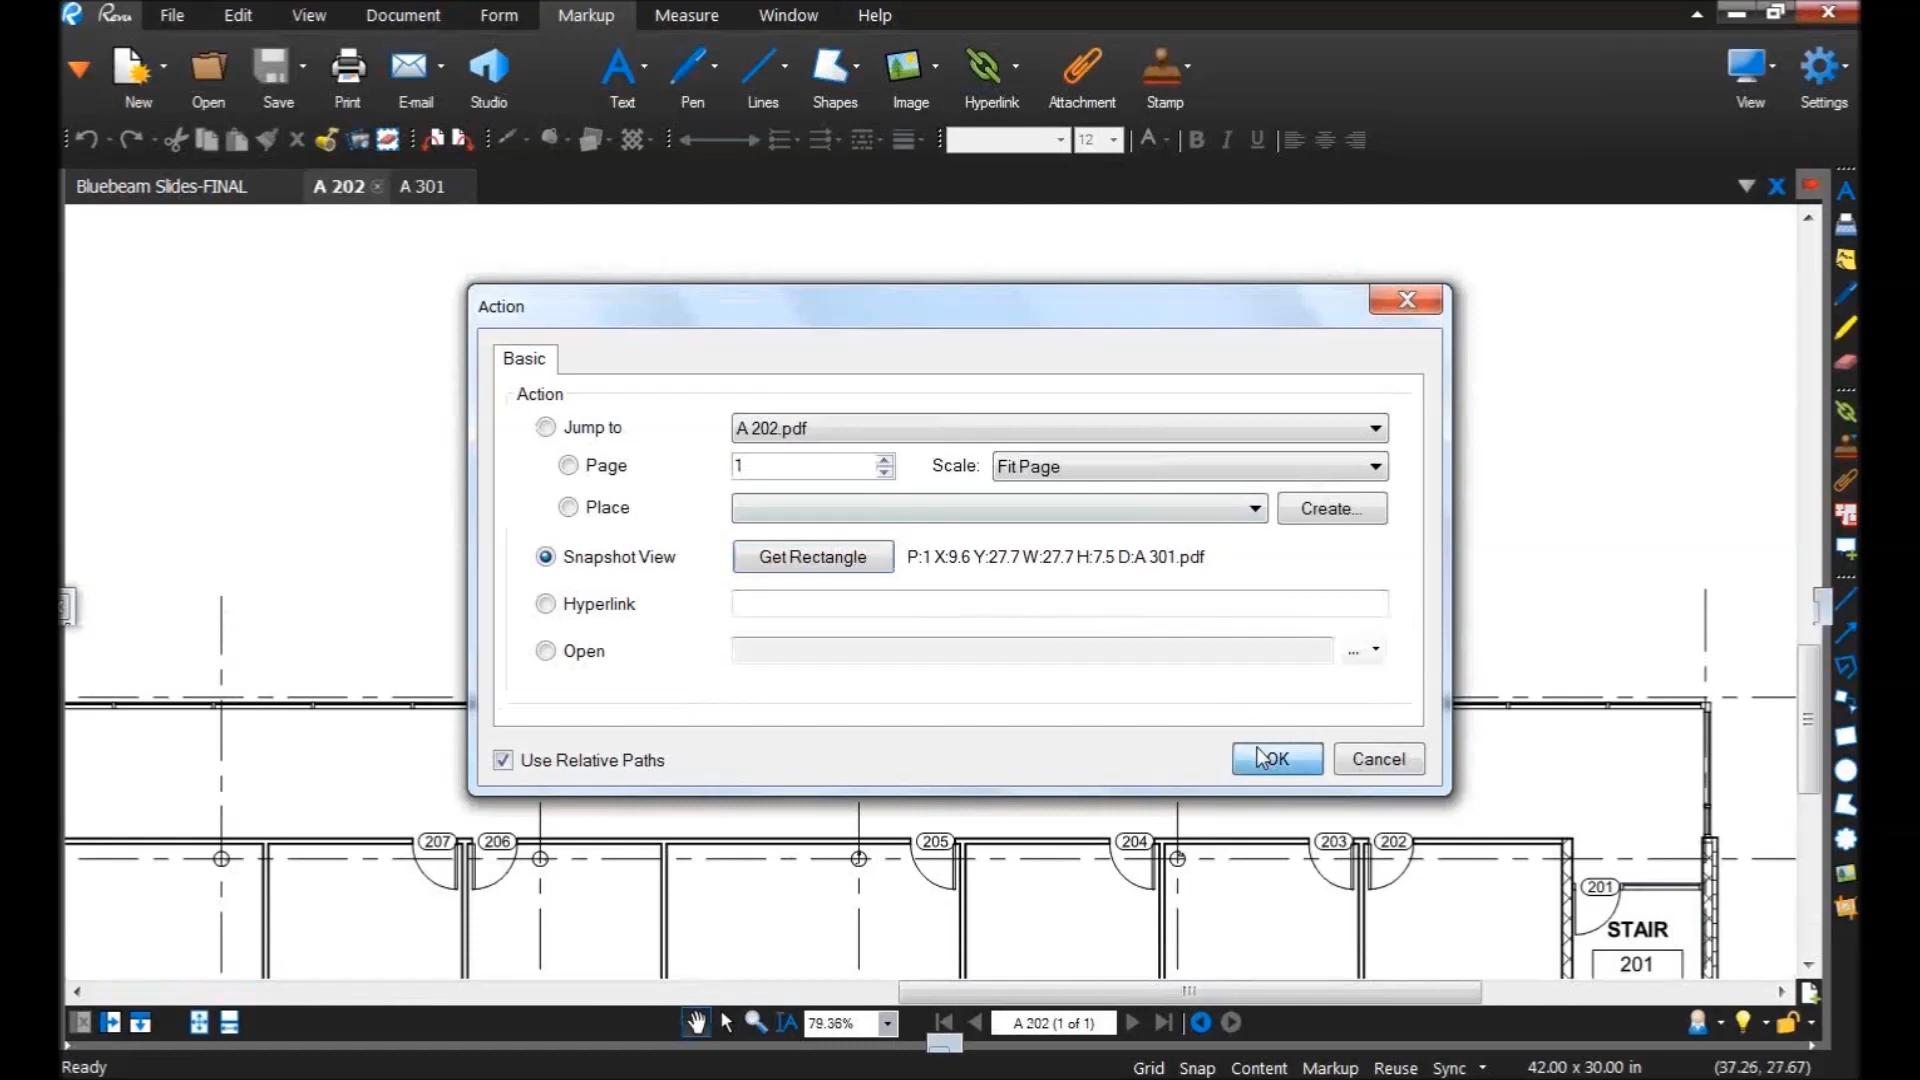 Revu File Edit View Document Form Markup Measure Window Help
New Open Save Print E-mail Studio Text Pen Lines Shapes Image Hyperlink Attachment Stamp View Settings
12 A B I U
Bluebeam Slides-FINAL A 202 A 301
Action
Basic
Action
Jump to A 202.pdf
Page 1 Scale: Fit Page
Place Create...
Snapshot View Get Rectangle P:1 X:9.6 Y:27.7 W:27.7 H:7.5 D:A 301.pdf
Hyperlink
Open ...
Use Relative Paths OK Cancel
207 206 205 204 203 202
201
STAIR
201
79.36% A 202 (1 of 1)
Ready Grid Snap Content Markup Reuse Sync 42.00 x 30.00 in (37.26, 27.67)